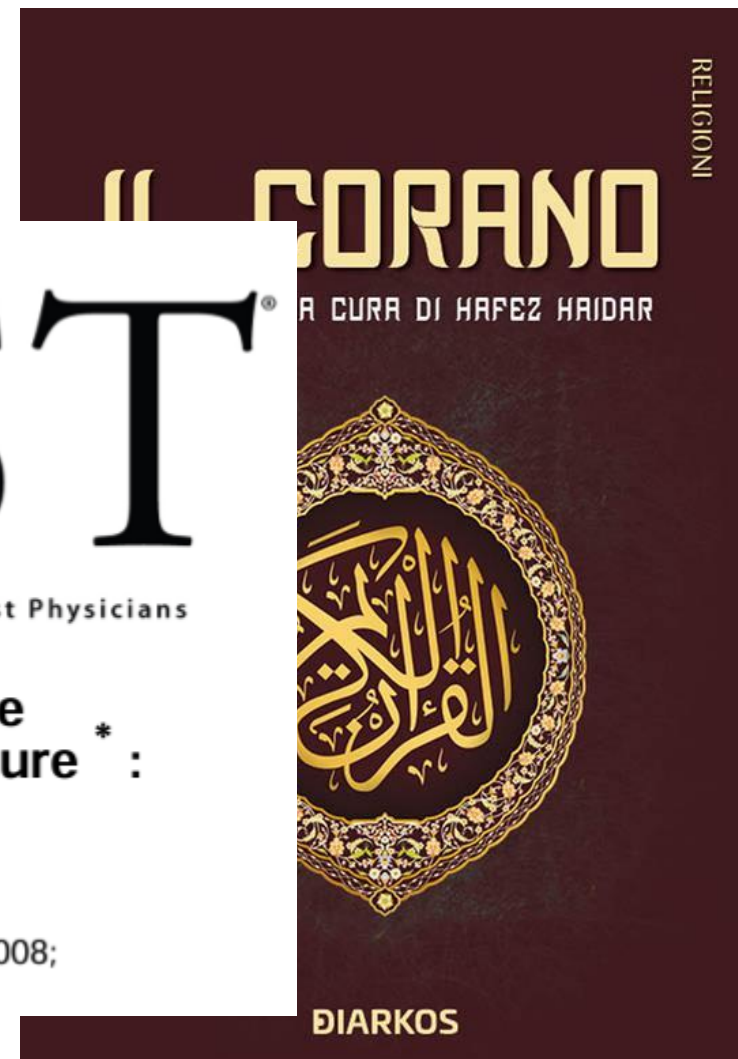 RELIGIONI
IL CORANO
A CURA DI HAFEZ HAIDAR
القرآن الكريم
DIARKOS
T®
t Physicians
e
ure * :
008;